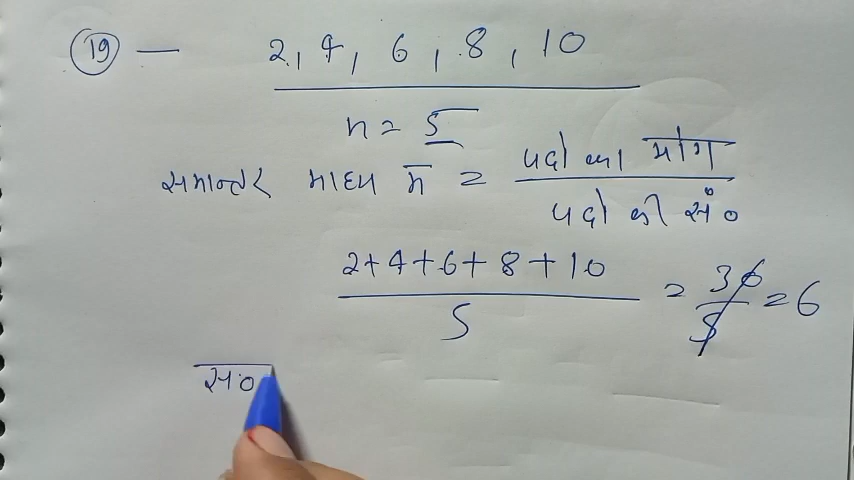 (19) — 2, 4, 6, 8, 10
n = 5
समान्तर माध्य n̅ = पदों का योग / पदों की सं०
2+4+6+8+10 / 5 = 30 / 5 = 6
सं०